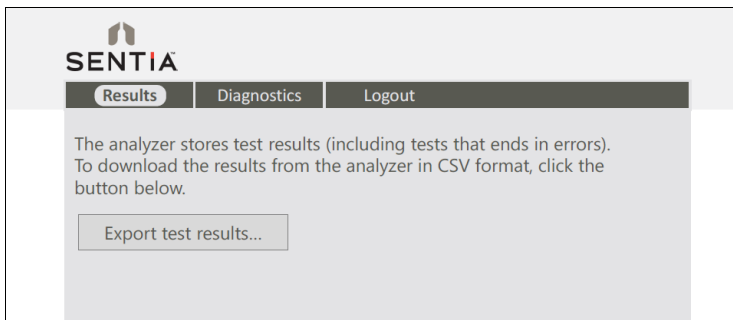 SENTIA™
Results Diagnostics Logout
The analyzer stores test results (including tests that ends in errors).
To download the results from the analyzer in CSV format, click the
button below.
Export test results...